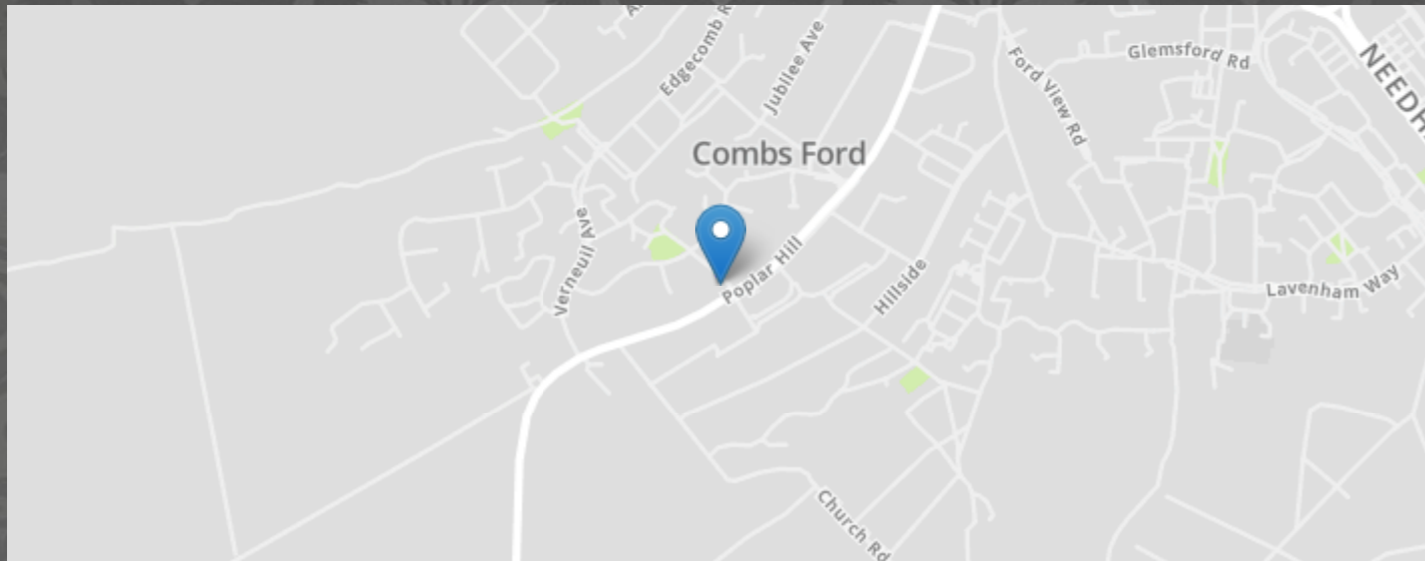 Edgecomb R
Jubilee Ave
Glemsford Rd
NEEDH
Ford View Rd
Combs Ford
Verneuil Ave
Poplar Hill
Hillside
Lavenham Way
Church Rd